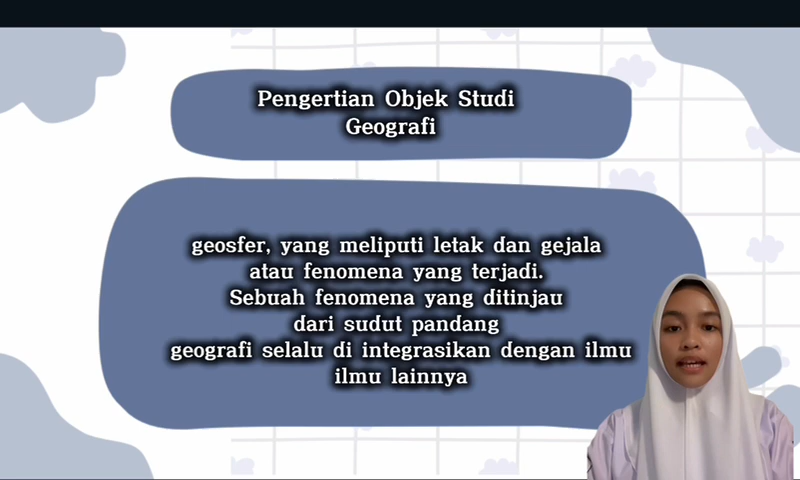 Pengertian Objek Studi
Geografi
geosfer, yang meliputi letak dan gejala
atau fenomena yang terjadi.
Sebuah fenomena yang ditinjau
dari sudut pandang
geografi selalu di integrasikan dengan ilmu
ilmu lainnya